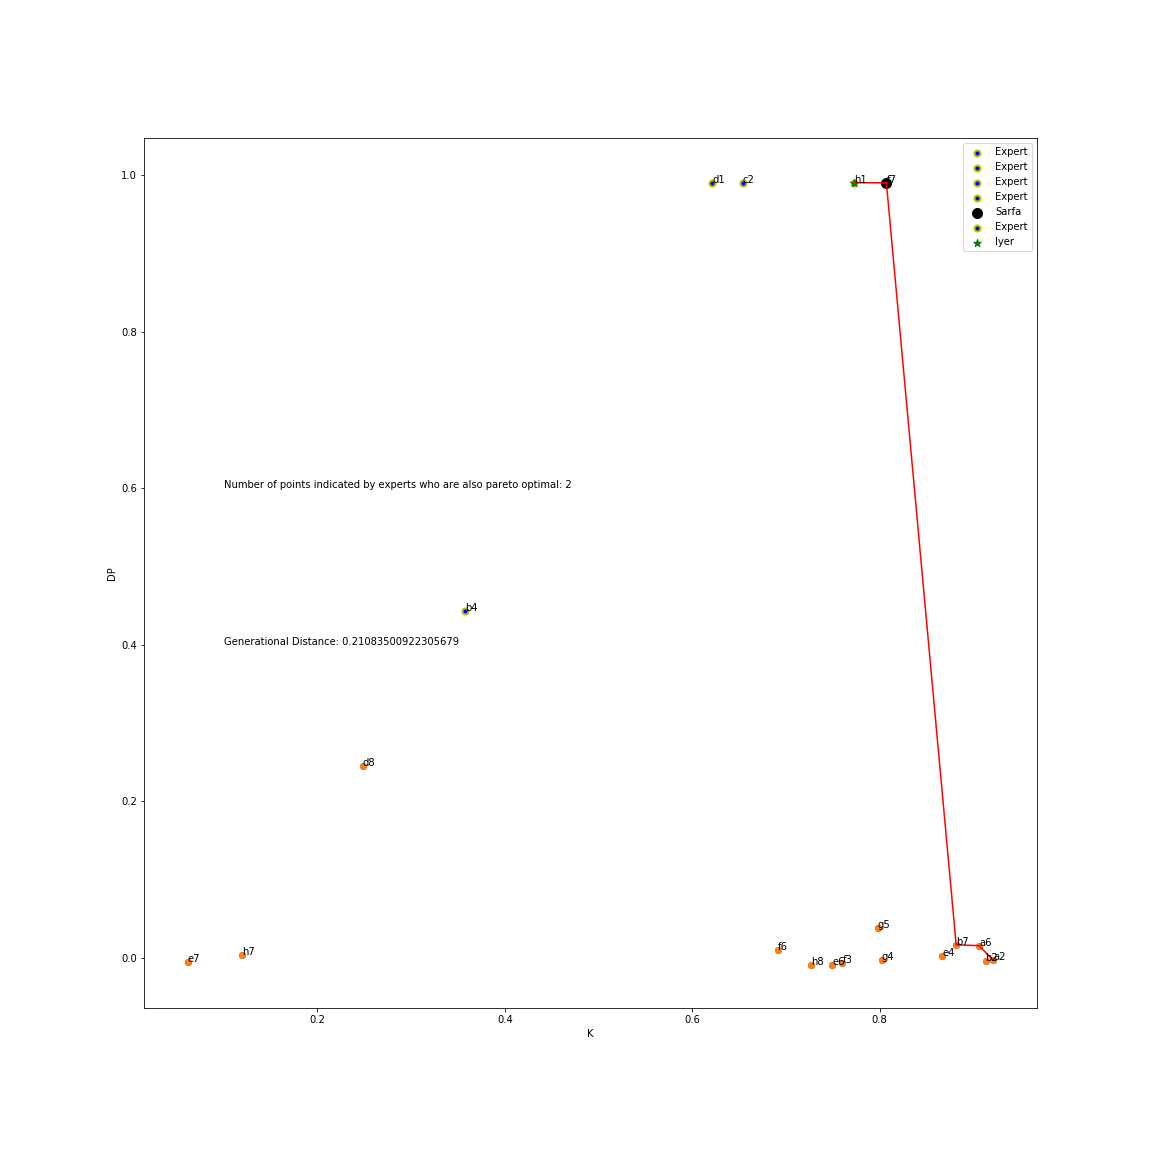 Expert
Expert
Expert
Expert
Sarfa
Expert
Iyer
1.0
d1
c2
h1
f7
0.8
Number of points indicated by experts who are also pareto optimal: 2
0.6
DP
b4
Generational Distance: 0.21083500922305679
0.4
d8
0.2
g5
b7
a6
f6
h7
e4
e7
h8
e6
f3
g4
a2
0.0
0.2
0.4
0.6
0.8
K